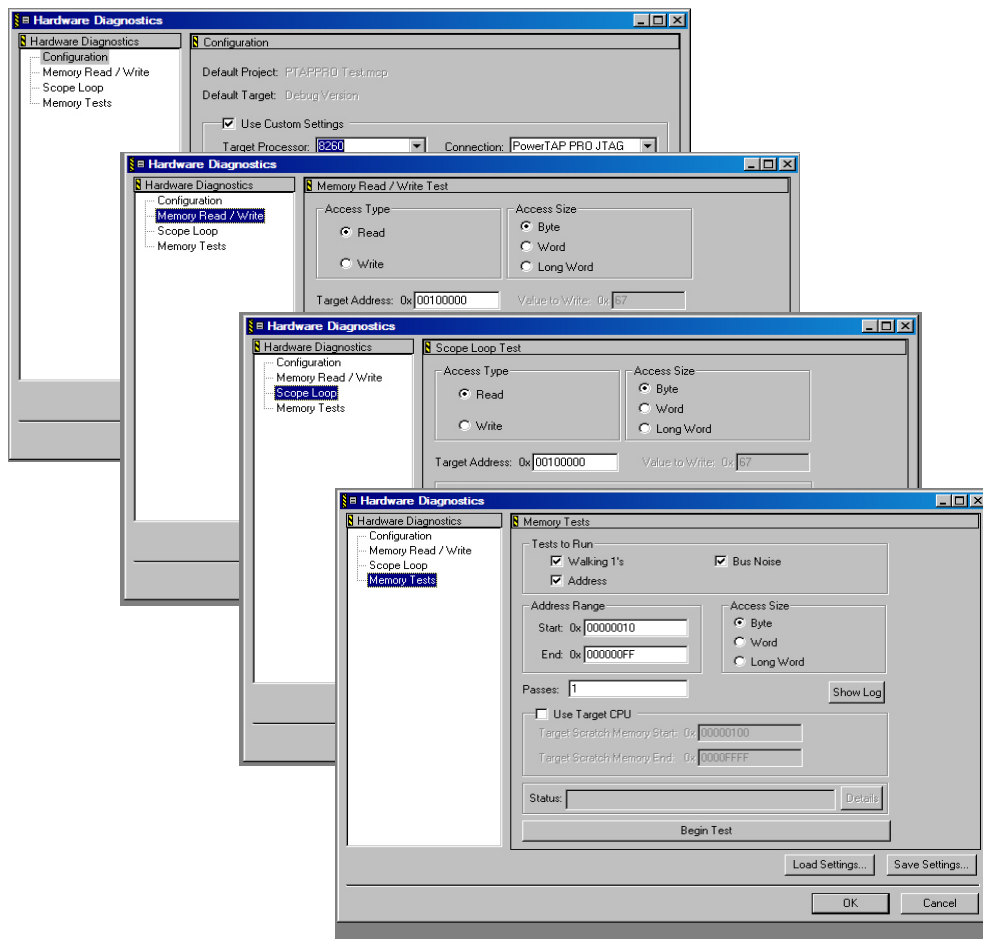 Hardware Diagnostics
Hardware Diagnostics
Configuration
Memory Read / Write
Scope Loop
Memory Tests
Configuration
Default Project: PTAPPRO Test.mcp
Default Target: Debug Version
Use Custom Settings
Target Processor: 8260 Connection: PowerTAP PRO JTAG
Hardware Diagnostics
Hardware Diagnostics
Configuration
Memory Read / Write
Scope Loop
Memory Tests
Memory Read / Write Test
Access Type
Read
Write
Access Size
Byte
Word
Long Word
Target Address: 0x 00100000 Value to Write: 0x 67
Hardware Diagnostics
Hardware Diagnostics
Configuration
Memory Read / Write
Scope Loop
Memory Tests
Scope Loop Test
Access Type
Read
Write
Access Size
Byte
Word
Long Word
Target Address: 0x 00100000 Value to Write: 0x 67
Hardware Diagnostics
Hardware Diagnostics
Configuration
Memory Read / Write
Scope Loop
Memory Tests
Memory Tests
Tests to Run
Walking 1's Bus Noise
Address
Address Range
Start: 0x 00000010
End: 0x 000000FF
Access Size
Byte
Word
Long Word
Passes: 1
Show Log
Use Target CPU
Target Scratch Memory Start: 0x 00000100
Target Scratch Memory End: 0x 0000FFFF
Status: Details
Begin Test
Load Settings... Save Settings...
OK Cancel